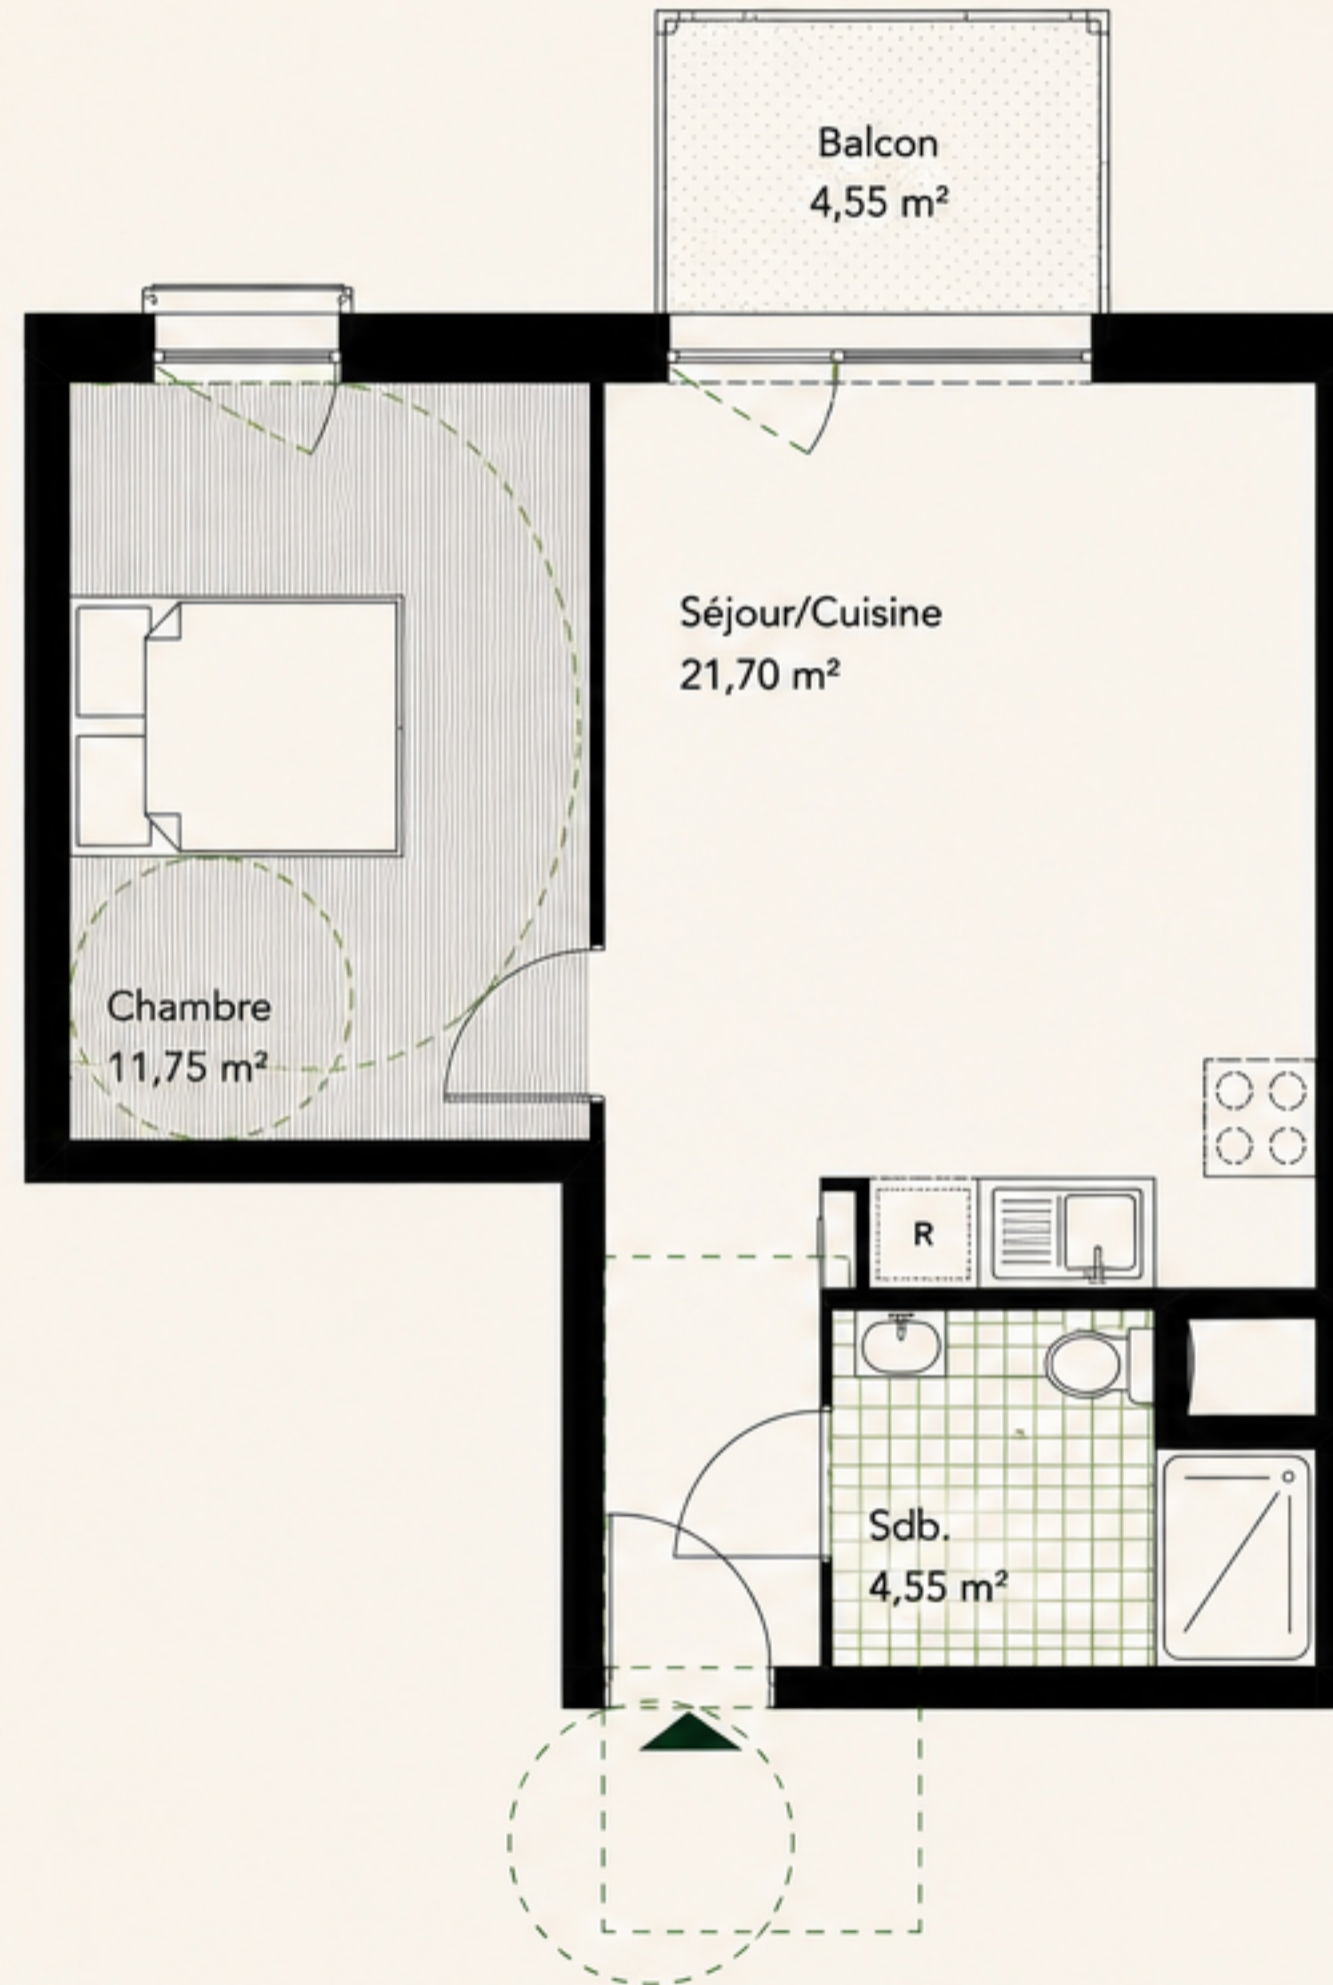 Balcon
4,55 m²
Séjour/Cuisine
21,70 m²
Chambre
11,75 m²
R
Sdb.
4,55 m²